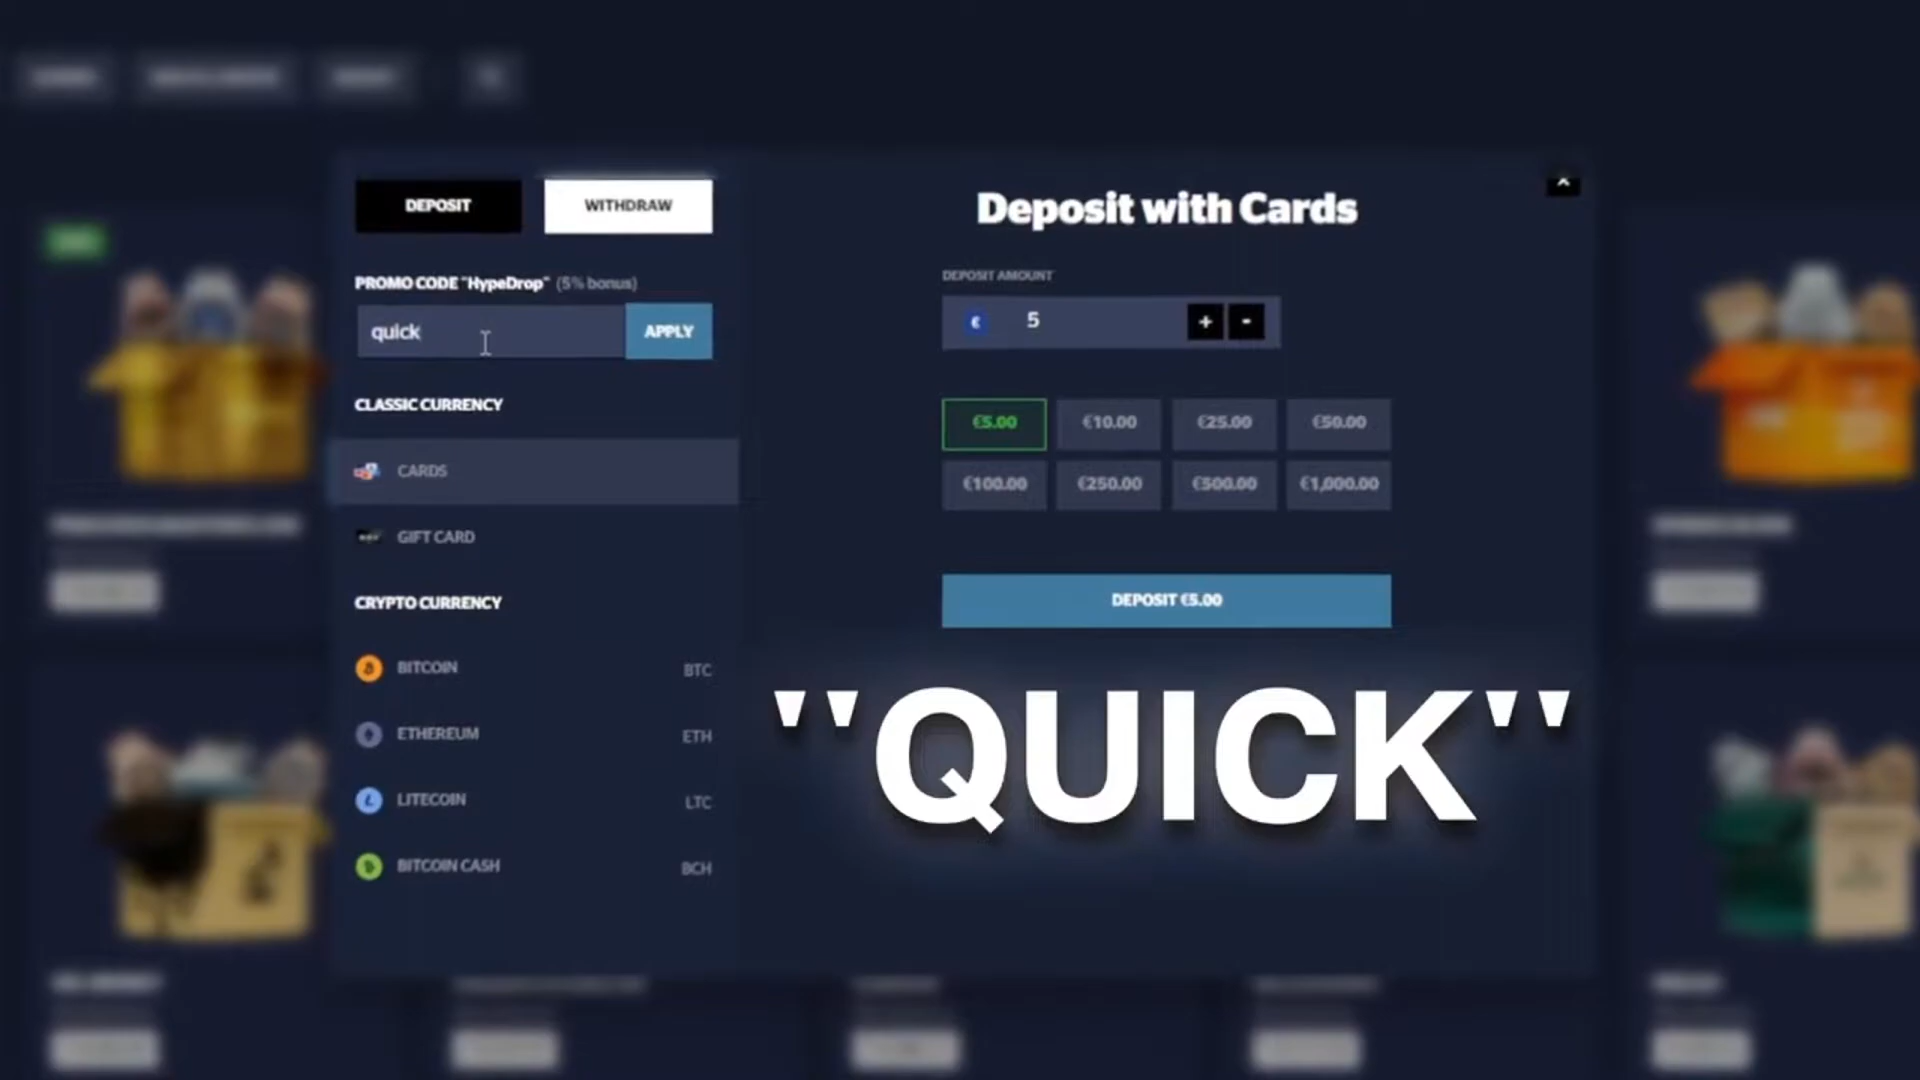 DEPOSIT
WITHDRAW
PROMO CODE "HypeDrop" (5% bonus)
quick
APPLY
CLASSIC CURRENCY
CARDS
GIFT CARD
CRYPTO CURRENCY
BITCOIN BTC
ETHEREUM ETH
LITECOIN LTC
BITCOIN CASH BCH
Deposit with Cards
DEPOSIT AMOUNT
€ 5 + -
€5.00 €10.00 €25.00 €50.00
€100.00 €250.00 €500.00 €1,000.00
DEPOSIT €5.00
"QUICK"